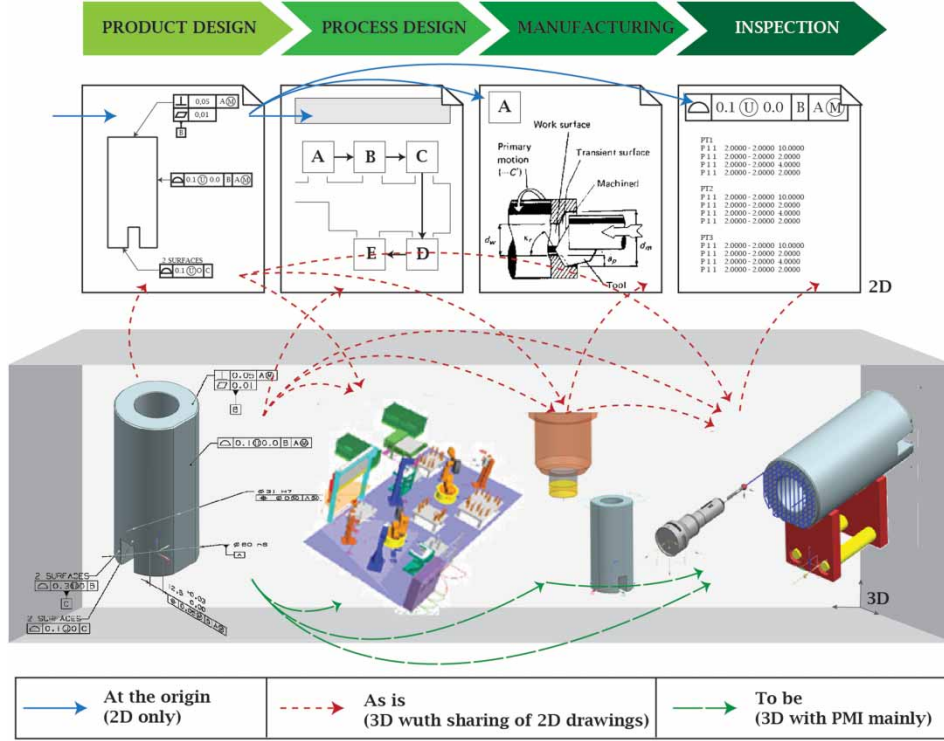 PRODUCT DESIGN
PROCESS DESIGN
MANUFACTURING
INSPECTION
⊥ 0,05 A Ⓜ
▱ 0,01
B
⌓ 0.1 Ⓤ 0.0 B A Ⓜ
2 SURFACES
⌓ 0.1 Ⓤ 0 C
A B C
E D
A
Work surface
Primary motion
Transient surface
Machined
Tool
⌓ 0.1 Ⓤ 0.0 B A Ⓜ
PT1
P 1 1 2.0000 - 2.0000 10.0000
P 1 1 2.0000 - 2.0000 2.0000
P 1 1 2.0000 - 2.0000 4.0000
P 1 1 2.0000 - 2.0000 2.0000
PT2
P 1 1 2.0000 - 2.0000 10.0000
P 1 1 2.0000 - 2.0000 2.0000
P 1 1 2.0000 - 2.0000 4.0000
P 1 1 2.0000 - 2.0000 2.0000
PT3
P 1 1 2.0000 - 2.0000 10.0000
P 1 1 2.0000 - 2.0000 2.0000
P 1 1 2.0000 - 2.0000 4.0000
P 1 1 2.0000 - 2.0000 2.0000
2D
⊥ 0.05 A Ⓜ
▱ 0.01
B
⌓ 0.1 Ⓤ 0.0 B A Ⓜ
Ø31 H7
A
2 SURFACES
C
2 SURFACES
⌓ 0.1 Ⓤ 0 C
3D
At the origin
(2D only)
As is
(3D wuth sharing of 2D drawings)
To be
(3D with PMI mainly)